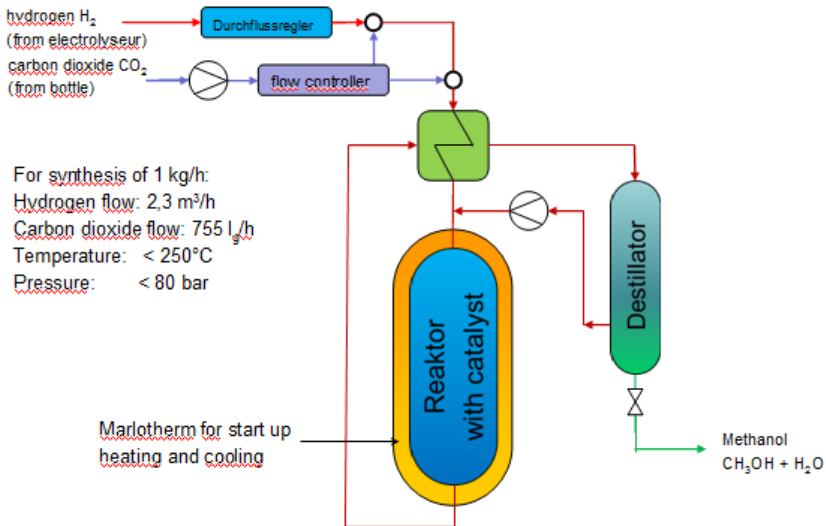 hydrogen H₂
(from electrolyseur)
carbon dioxide CO₂
(from bottle)
Durchflussregler
flow controller
For synthesis of 1 kg/h:
Hydrogen flow: 2,3 m³/h
Carbon dioxide flow: 755 lg/h
Temperature: < 250°C
Pressure: < 80 bar
Reaktor
with catalyst
Destillator
Marlotherm for start up
heating and cooling
Methanol
CH₃OH + H₂O